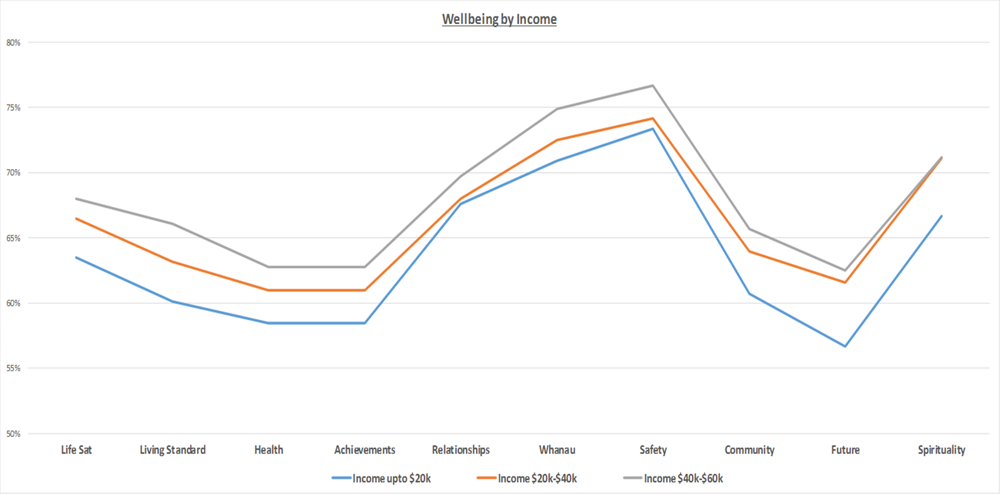 Wellbeing by Income
80%
75%
70%
65%
60%
55%
50%
Life Sat Living Standard Health Achievements Relationships Whanau Safety Community Future Spirituality
Income upto $20k Income $20k-$40k Income $40k-$60k